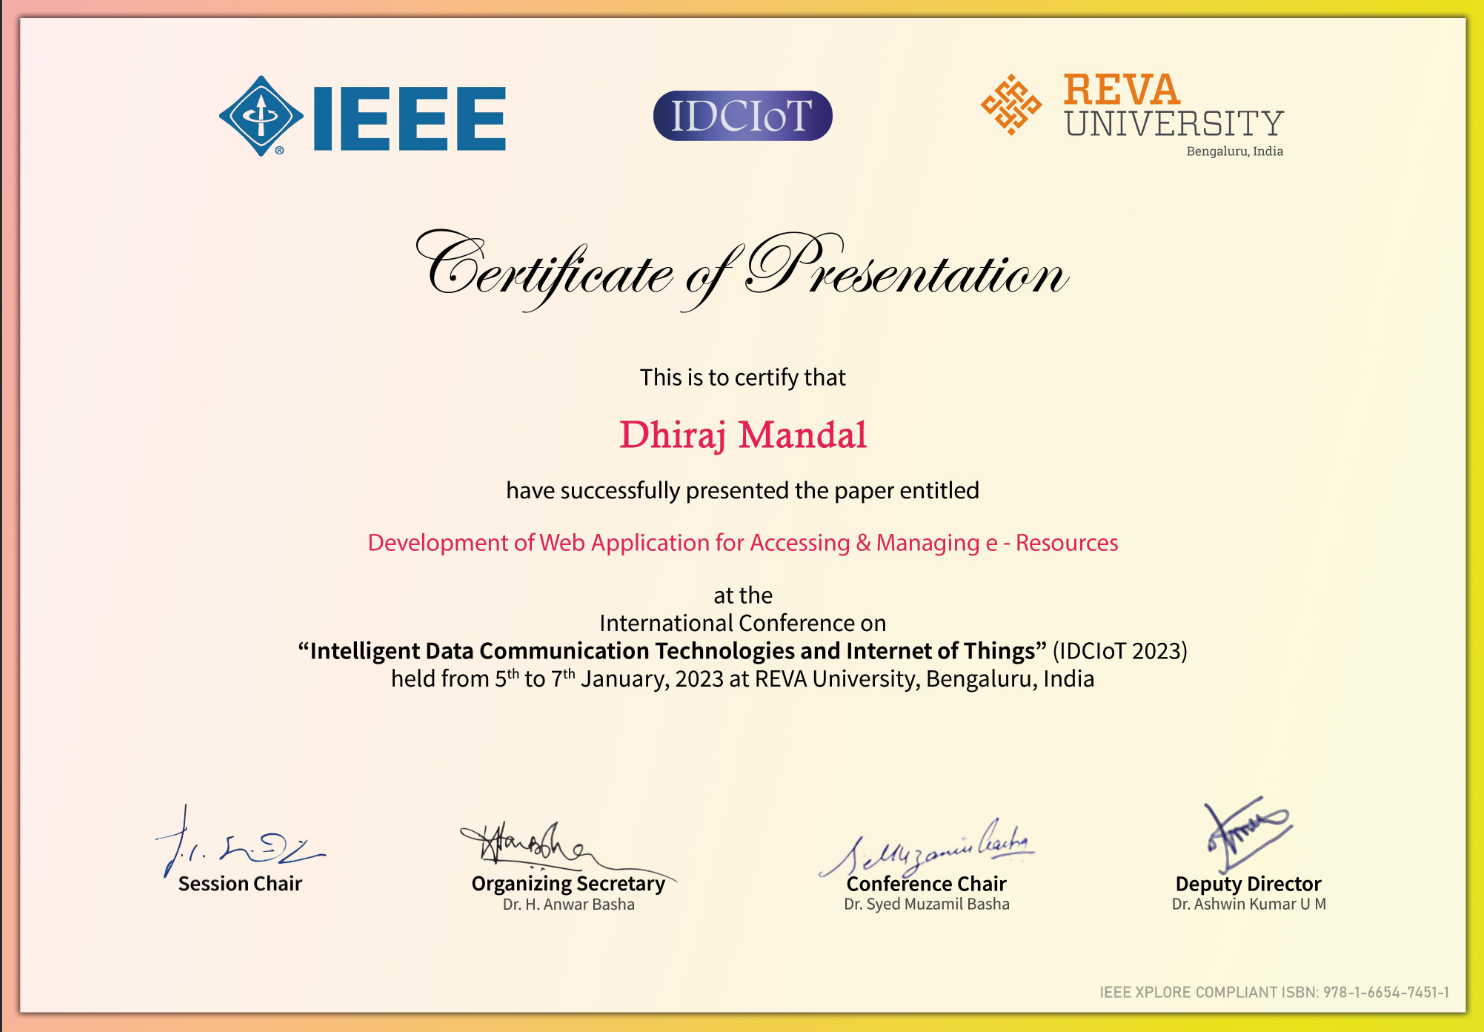 IEEE
®
IDCIoT
REVA
UNIVERSITY
Bengaluru, India
Certificate of Presentation
This is to certify that
Dhiraj Mandal
have successfully presented the paper entitled
Development of Web Application for Accessing & Managing e - Resources
at the
International Conference on
“Intelligent Data Communication Technologies and Internet of Things” (IDCIoT 2023)
held from 5th to 7th January, 2023 at REVA University, Bengaluru, India
Session Chair
Organizing Secretary
Dr. H. Anwar Basha
Conference Chair
Dr. Syed Muzamil Basha
Deputy Director
Dr. Ashwin Kumar U M
IEEE XPLORE COMPLIANT ISBN: 978-1-6654-7451-1